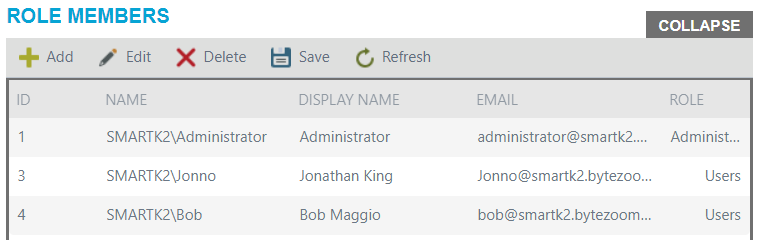 ROLE MEMBERS
COLLAPSE
Add Edit Delete Save Refresh
ID NAME DISPLAY NAME EMAIL ROLE
1 SMARTK2\Administrator Administrator administrator@smartk2.... Administ...
3 SMARTK2\Jonno Jonathan King Jonno@smartk2.bytezoo... Users
4 SMARTK2\Bob Bob Maggio bob@smartk2.bytezoom... Users